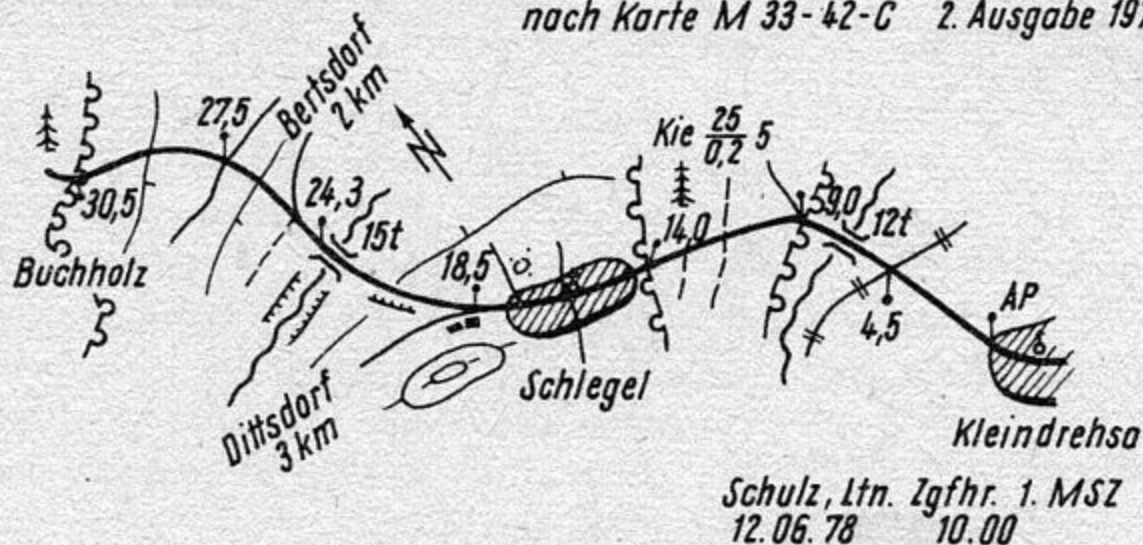 nach Karte M 33-42-C 2. Ausgabe
Bertsdorf
2 km
27,5
N
Kie 25 5
0,2
24,3
15t
30,5
59,0
12t
14,0
18,5
Buchholz
AP
4,5
Schlegel
Dittsdorf
3 km
Kleindrehsa
Schulz, Ltn. Zgfhr. 1. MSZ
12.06.78 10.00